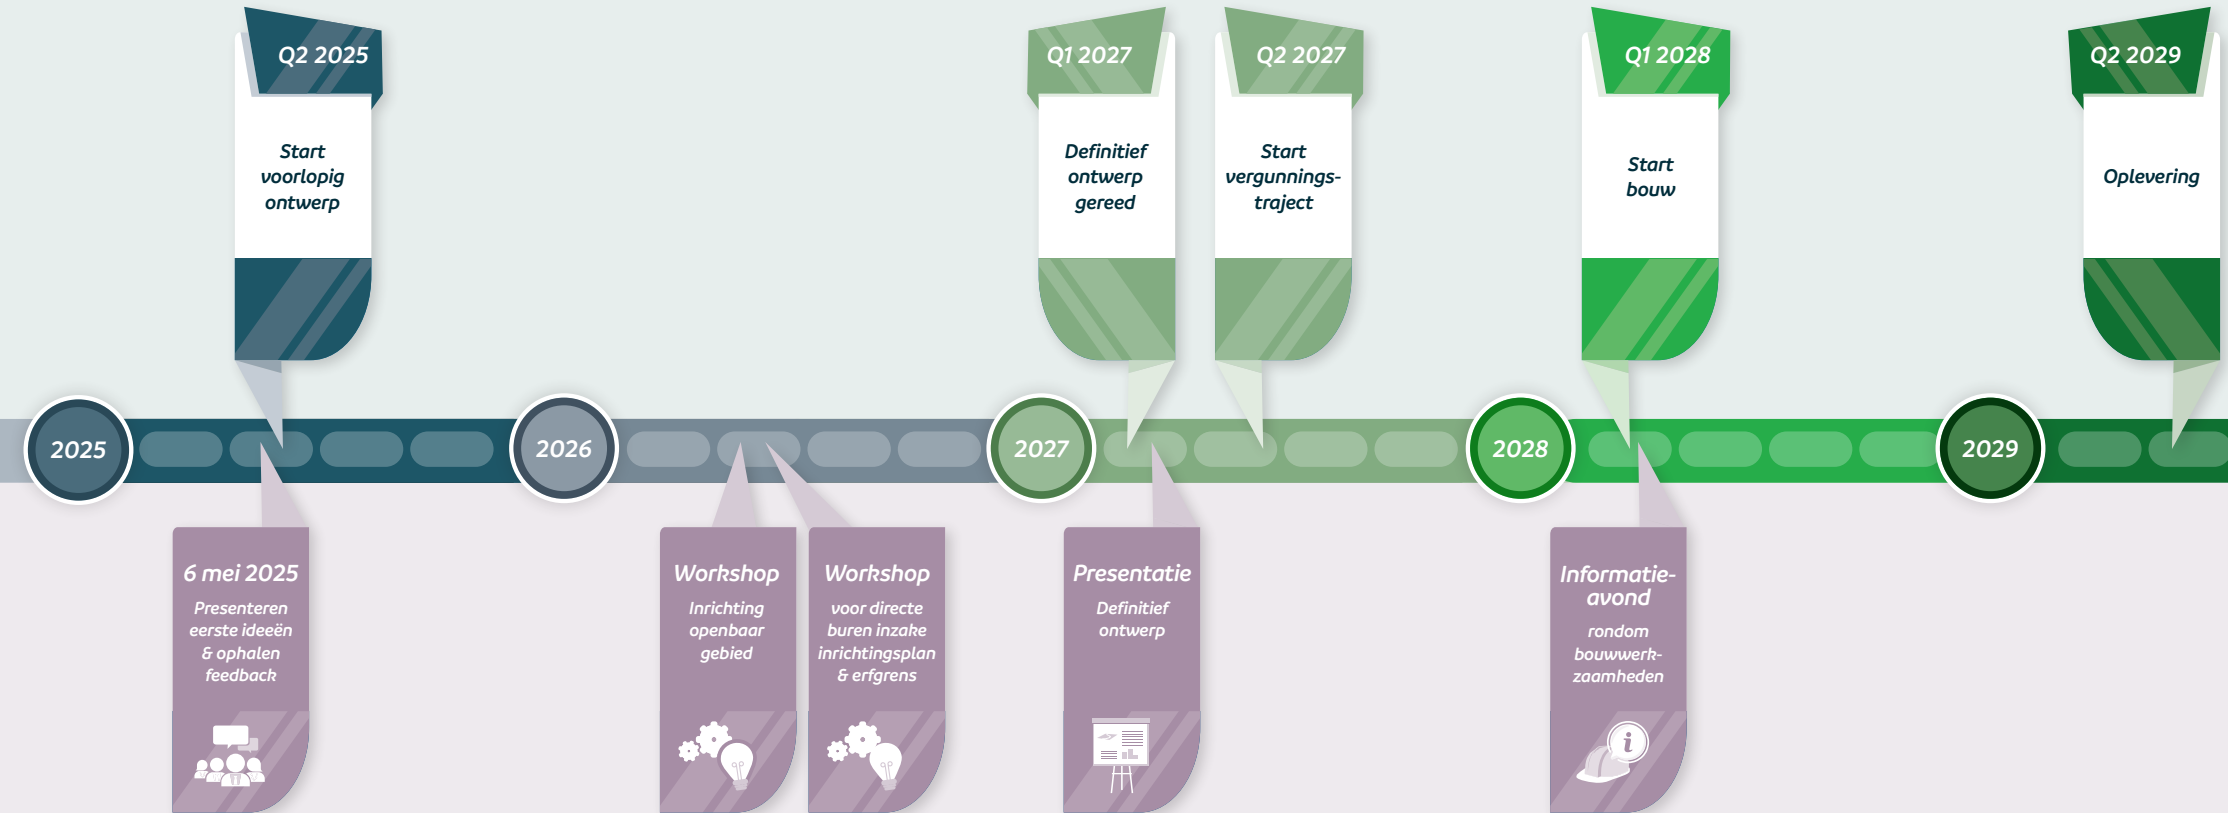 Q2 2025
Start
voorlopig
ontwerp
Q1 2027
Definitief
ontwerp
gereed
Q2 2027
Start
vergunnings-
traject
Q1 2028
Start
bouw
Q2 2029
Oplevering
2025
2026
2027
2028
2029
6 mei 2025
Presenteren
eerste ideeën
& ophalen
feedback
Workshop
Inrichting
openbaar
gebied
Workshop
voor directe
buren inzake
inrichtingsplan
& erfgrens
Presentatie
Definitief
ontwerp
Informatie-
avond
rondom
bouwwerk-
zaamheden
i